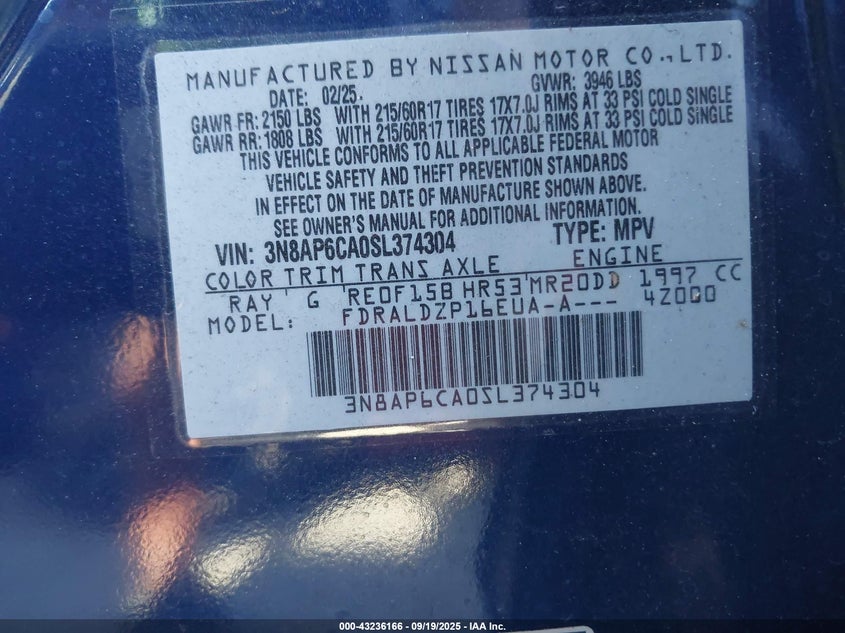 MANUFACTURED BY NISSAN MOTOR CO.,LTD.
DATE: 02/25. GVWR: 3946 LBS
GAWR FR: 2150 LBS WITH 215/60R17 TIRES 17X7.0J RIMS AT 33 PSI COLD SINGLE
GAWR RR: 1808 LBS WITH 215/60R17 TIRES 17X7.0J RIMS AT 33 PSI COLD SINGLE
THIS VEHICLE CONFORMS TO ALL APPLICABLE FEDERAL MOTOR
VEHICLE SAFETY AND THEFT PREVENTION STANDARDS
IN EFFECT ON THE DATE OF MANUFACTURE SHOWN ABOVE.
SEE OWNER'S MANUAL FOR ADDITIONAL INFORMATION.
VIN: 3N8AP6CA0SL374304 TYPE: MPV
COLOR TRIM TRANS AXLE ENGINE
RAY G RE0F15B HR53 MR20DD 1997 CC
MODEL: FDRALDZP16EUA-A--- 4Z000
3N8AP6CA0SL374304
000-43236166 - 09/19/2025 - IAA Inc.